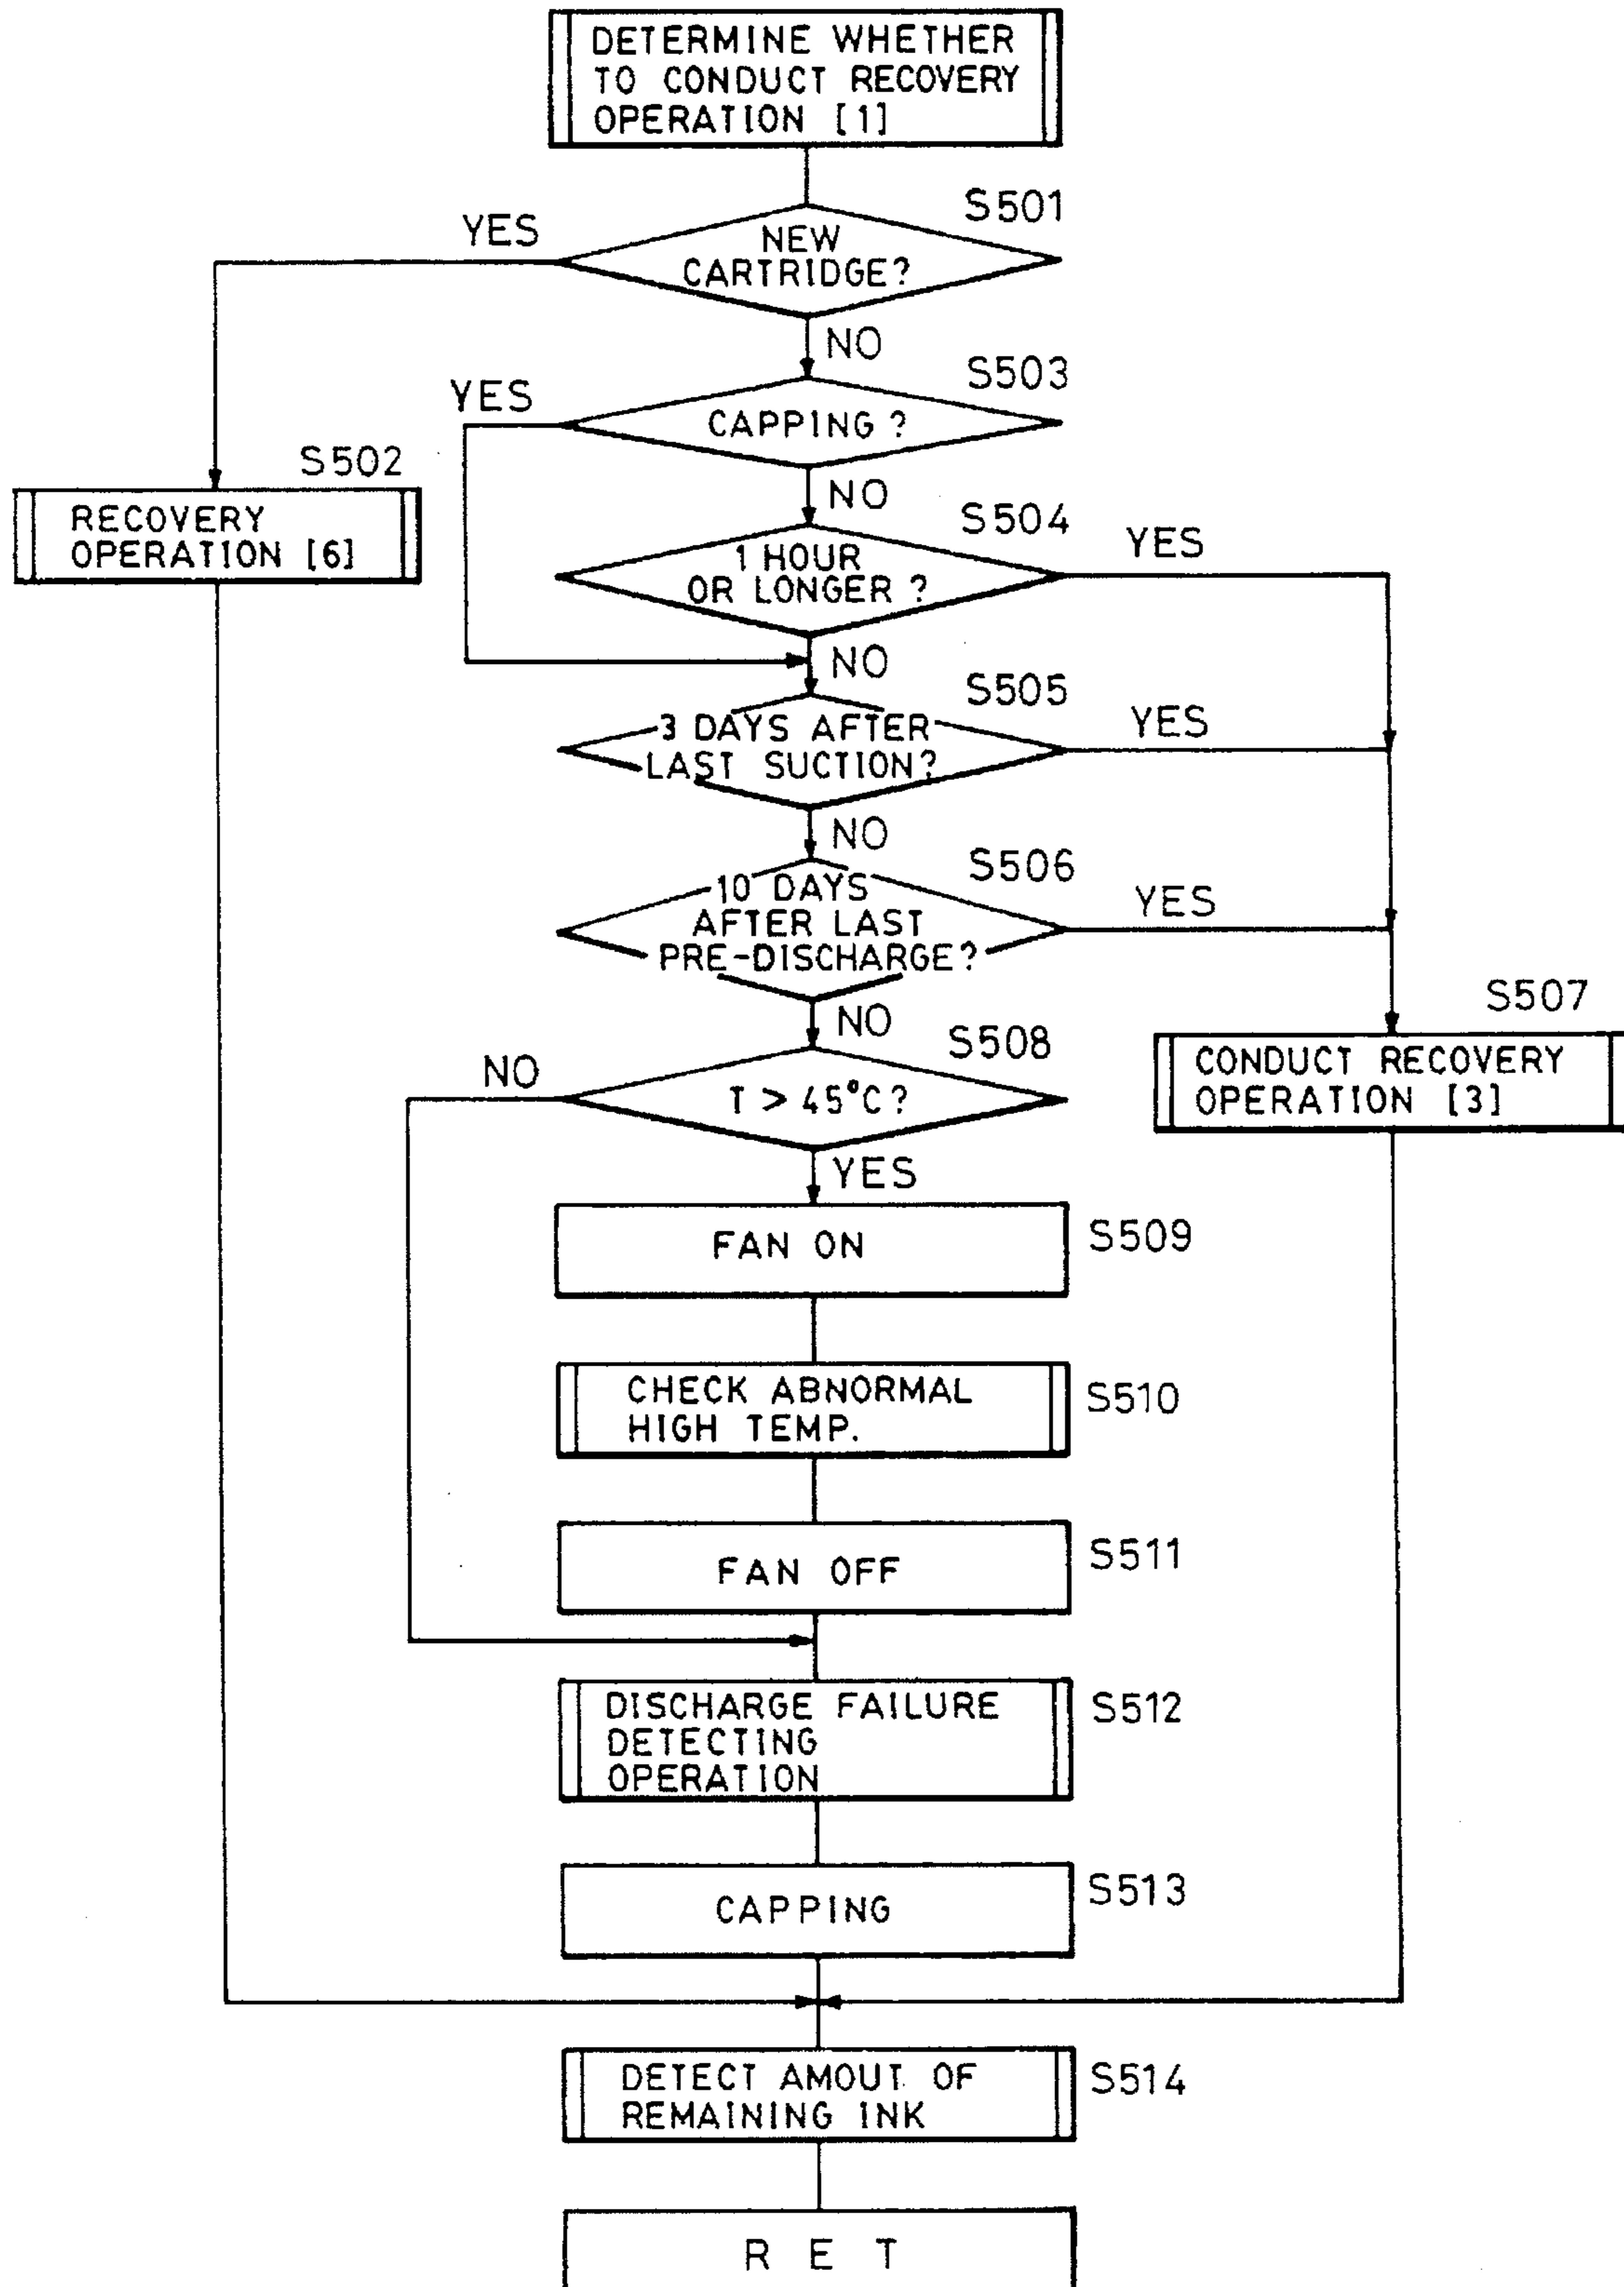 DETERMINE WHETHER
TO CONDUCT RECOVERY
OPERATION [1]
S501
YES
NEW
CARTRIDGE?
NO
S503
YES
CAPPING ?
NO
S502
RECOVERY
OPERATION [6]
S504
YES
1 HOUR
OR LONGER ?
NO
S505
3 DAYS AFTER
LAST SUCTION?
YES
NO
S506
10 DAYS
AFTER LAST
PRE-DISCHARGE?
YES
NO
S507
CONDUCT RECOVERY
OPERATION [3]
S508
NO
T > 45°C?
YES
FAN ON
S509
CHECK ABNORMAL
HIGH TEMP.
S510
FAN OFF
S511
DISCHARGE FAILURE
DETECTING
OPERATION
S512
CAPPING
S513
DETECT AMOUT OF
REMAINING INK
S514
R E T